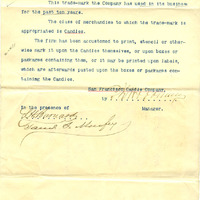 This trade-mark the Company has used in its business
for the past ten years.
The class of merchandise to which the trade-mark is
appropriated is Candies.
The firm has been accustomed to print, stencil or other-
wise mark it upon the Candies themselves, or upon boxes or
packages containing them, or it may be printed upon labels,
which are afterwards pasted upon the boxes or packages con-
taining the Candies.
San Francisco Candy Company,
by
In the presence of
Manager.